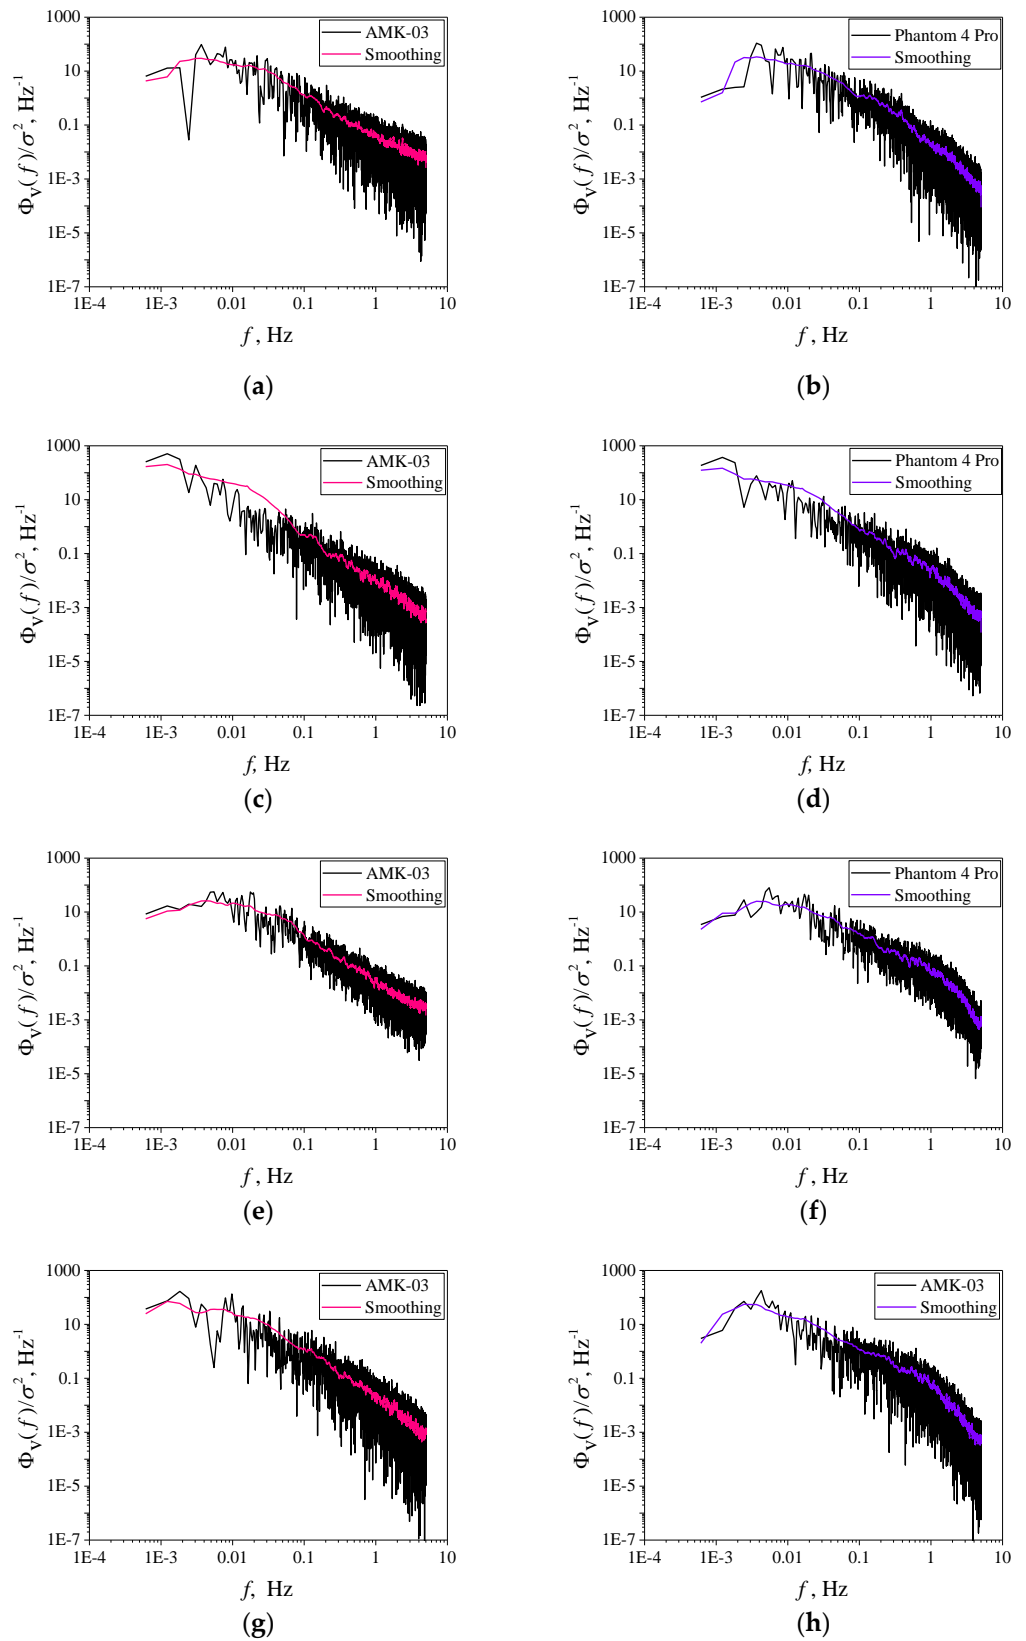 1000
10
0.1
1E-3
1E-5
1E-7
1E-4 1E-3 0.01 0.1 1 10
Φ_V(f)/σ², Hz⁻¹
f, Hz
AMK-03
Smoothing
(a)
1000
10
0.1
1E-3
1E-5
1E-7
1E-4 1E-3 0.01 0.1 1 10
Φ_V(f)/σ², Hz⁻¹
f, Hz
Phantom 4 Pro
Smoothing
(b)
1000
10
0.1
1E-3
1E-5
1E-7
1E-4 1E-3 0.01 0.1 1 10
Φ_V(f)/σ², Hz⁻¹
f, Hz
AMK-03
Smoothing
(c)
1000
10
0.1
1E-3
1E-5
1E-7
1E-4 1E-3 0.01 0.1 1 10
Φ_V(f)/σ², Hz⁻¹
f, Hz
Phantom 4 Pro
Smoothing
(d)
1000
10
0.1
1E-3
1E-5
1E-7
1E-4 1E-3 0.01 0.1 1 10
Φ_V(f)/σ², Hz⁻¹
f, Hz
AMK-03
Smoothing
(e)
1000
10
0.1
1E-3
1E-5
1E-7
1E-4 1E-3 0.01 0.1 1 10
Φ_V(f)/σ², Hz⁻¹
f, Hz
Phantom 4 Pro
Smoothing
(f)
1000
10
0.1
1E-3
1E-5
1E-7
1E-4 1E-3 0.01 0.1 1 10
Φ_V(f)/σ², Hz⁻¹
f, Hz
AMK-03
Smoothing
(g)
1000
10
0.1
1E-3
1E-5
1E-7
1E-4 1E-3 0.01 0.1 1 10
Φ_V(f)/σ², Hz⁻¹
f, Hz
AMK-03
Smoothing
(h)